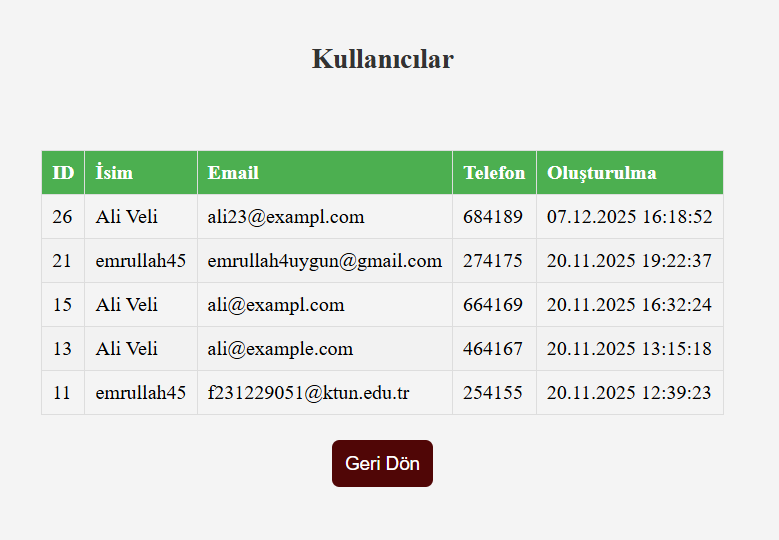 Kullanıcılar
ID İsim Email Telefon Oluşturulma
26 Ali Veli ali23@exampl.com 684189 07.12.2025 16:18:52
21 emrullah45 emrullah4uygun@gmail.com 274175 20.11.2025 19:22:37
15 Ali Veli ali@exampl.com 664169 20.11.2025 16:32:24
13 Ali Veli ali@example.com 464167 20.11.2025 13:15:18
11 emrullah45 f231229051@ktun.edu.tr 254155 20.11.2025 12:39:23
Geri Dön